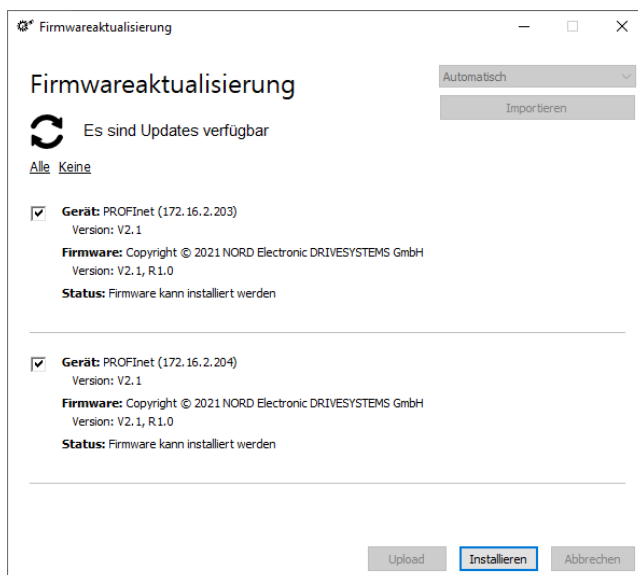 Firmwareaktualisierung
Firmwareaktualisierung
Automatisch
Importieren
Es sind Updates verfügbar
Alle Keine
Gerät: PROFInet (172.16.2.203)
Version: V2.1
Firmware: Copyright © 2021 NORD Electronic DRIVESYSTEMS GmbH
Version: V2.1, R1.0
Status: Firmware kann installiert werden
Gerät: PROFInet (172.16.2.204)
Version: V2.1
Firmware: Copyright © 2021 NORD Electronic DRIVESYSTEMS GmbH
Version: V2.1, R1.0
Status: Firmware kann installiert werden
Upload Installieren Abbrechen